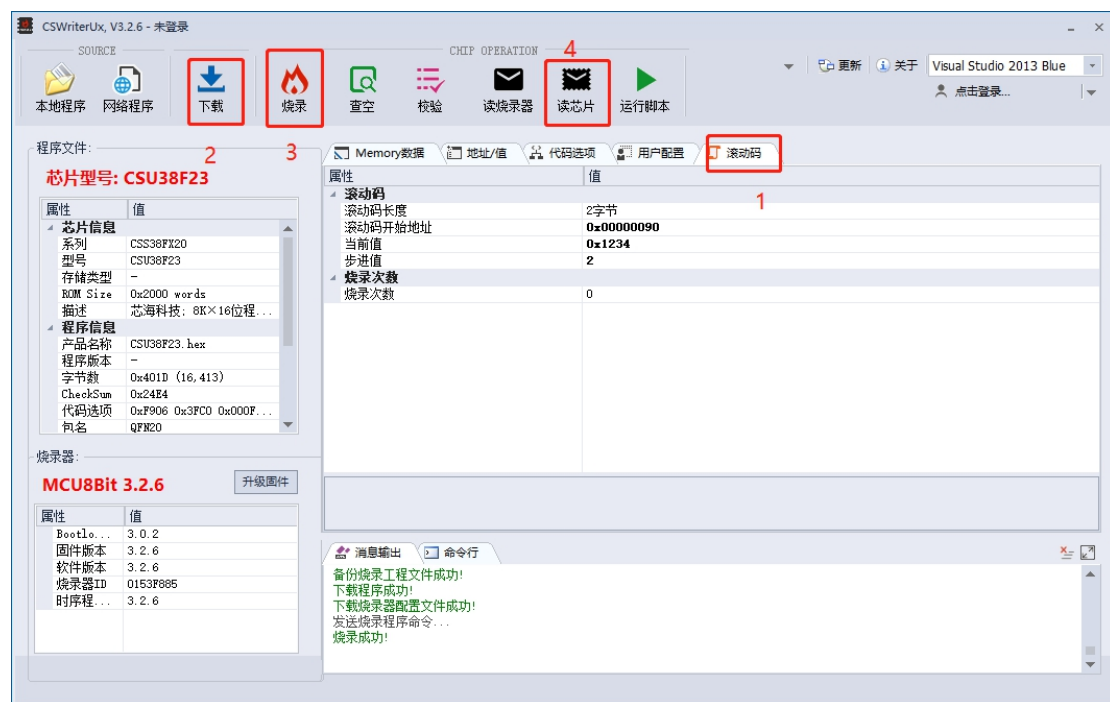 CSWriterUx, V3.2.6 - 未登录
SOURCE
CHIP OPERATION
4
本地程序 网络程序 下载 烧录 查空 校验 读烧录器 读芯片 运行脚本
更新 关于 Visual Studio 2013 Blue
点击登录...
程序文件:
2
3
芯片型号: CSU38F23
属性 值
芯片信息
系列 CSS38FX20
型号 CSU38F23
存储类型 -
ROM Size 0x2000 words
描述 芯海科技; 8K×16位程...
程序信息
产品名称 CSU38F23.hex
程序版本 -
字节数 0x401D (16,413)
CheckSum 0x24E4
代码选项 0xF906 0x3FC0 0x000F...
包名 QFN20
烧录器:
MCU8Bit 3.2.6 升级固件
属性 值
Bootlo... 3.0.2
固件版本 3.2.6
软件版本 3.2.6
烧录器ID 0153F885
时序程... 3.2.6
Memory数据 地址/值 代码选项 用户配置 滚动码
1
属性 值
滚动码
滚动码长度 2字节
滚动码开始地址 0x00000090
当前值 0x1234
步进值 2
烧录次数
烧录次数 0
消息输出 命令行
备份烧录工程文件成功!
下载程序成功!
下载烧录器配置文件成功!
发送烧录程序命令...
烧录成功!